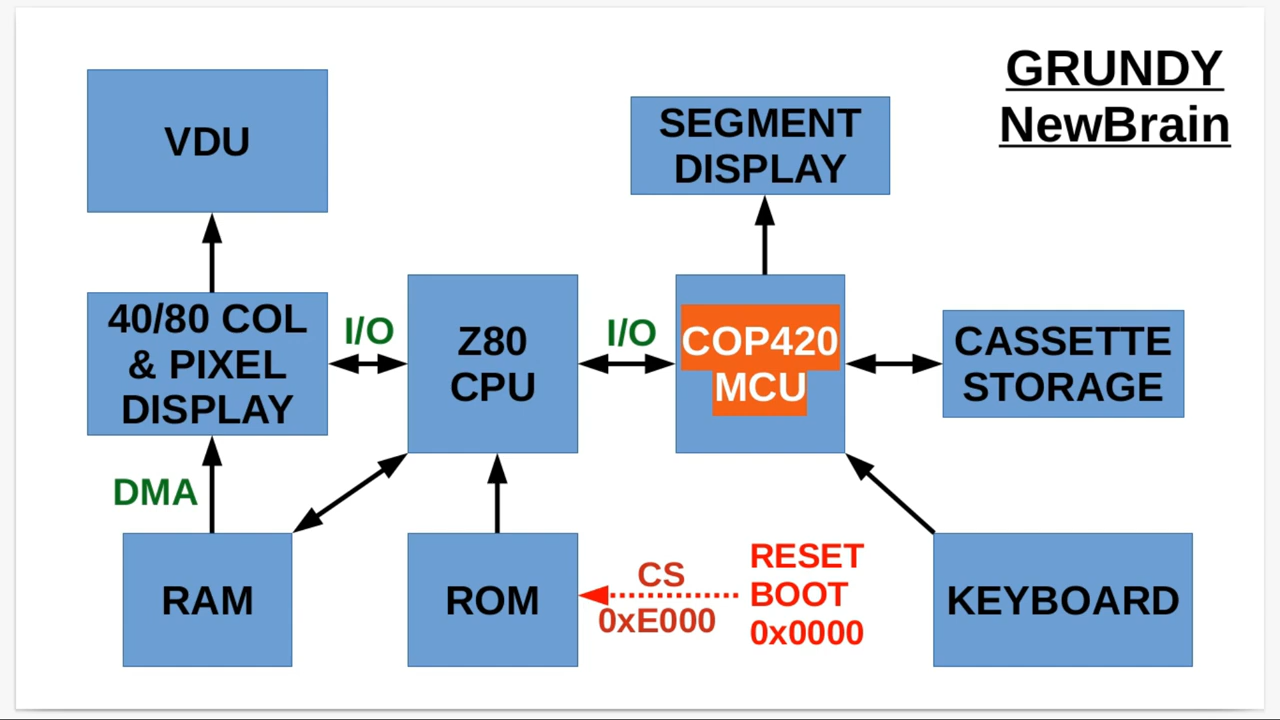 GRUNDY
NewBrain
VDU
SEGMENT
DISPLAY
40/80 COL
& PIXEL
DISPLAY
I/O
Z80
CPU
I/O
COP420
MCU
CASSETTE
STORAGE
DMA
RAM
ROM
CS
0xE000
RESET
BOOT
0x0000
KEYBOARD